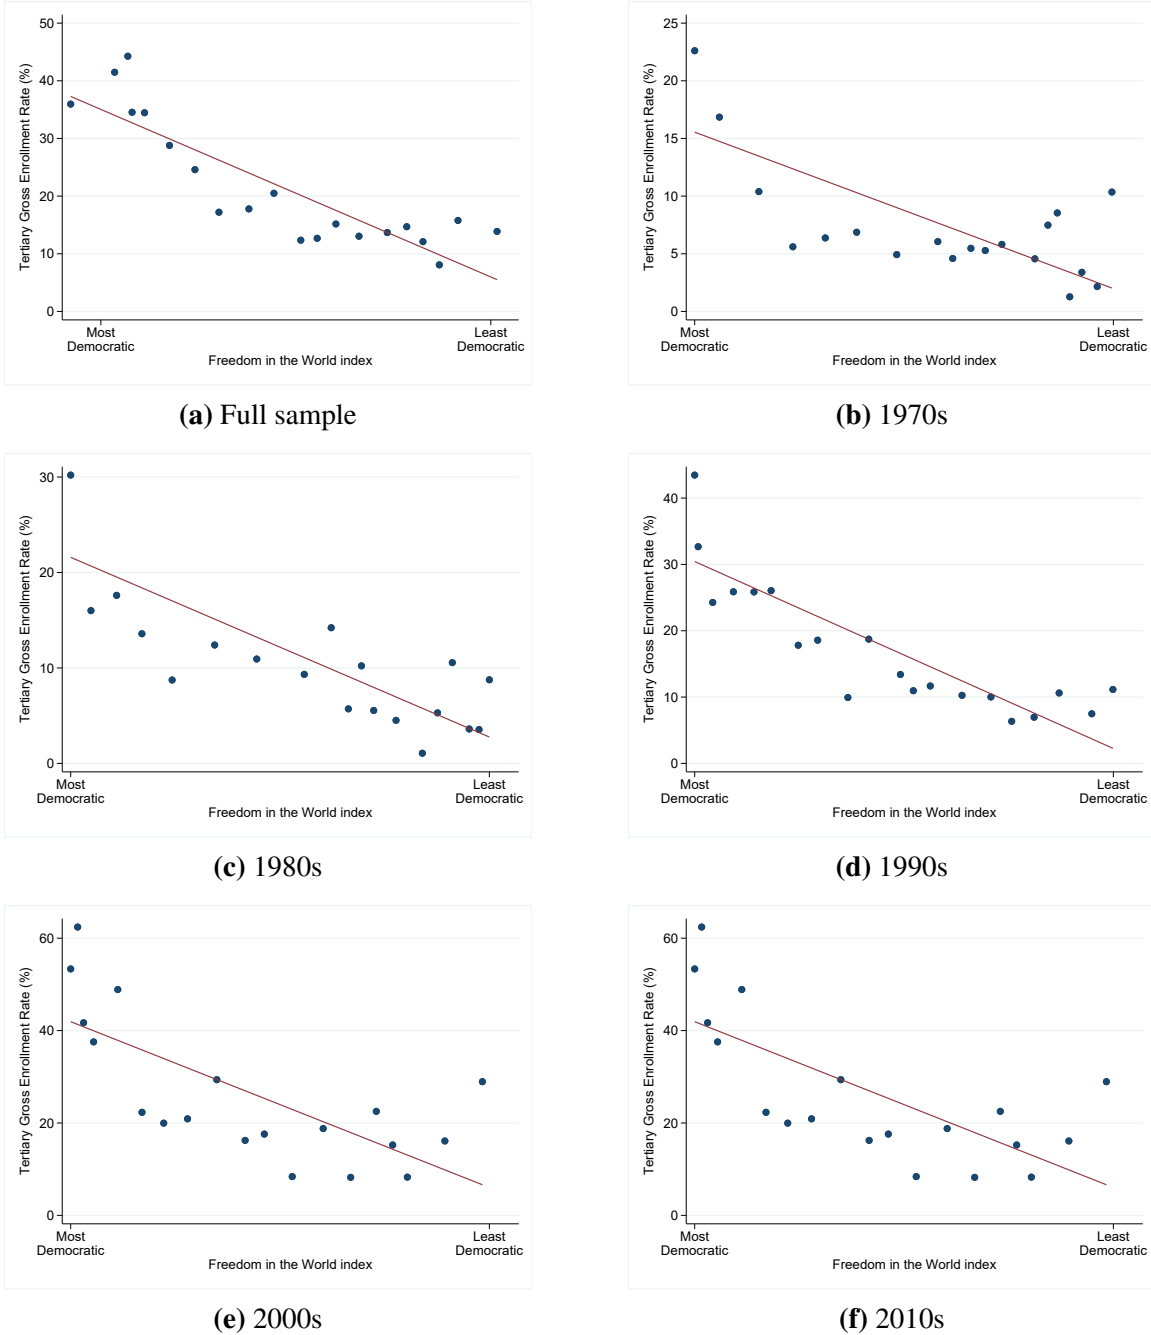 50
40
30
20
10
0
Tertiary Gross Enrollment Rate (%)
Most
Democratic
Least
Democratic
Freedom in the World index
(a) Full sample
25
20
15
10
5
0
Tertiary Gross Enrollment Rate (%)
Most
Democratic
Least
Democratic
Freedom in the World index
(b) 1970s
30
20
10
0
Tertiary Gross Enrollment Rate (%)
Most
Democratic
Least
Democratic
Freedom in the World index
(c) 1980s
40
30
20
10
0
Tertiary Gross Enrollment Rate (%)
Most
Democratic
Least
Democratic
Freedom in the World index
(d) 1990s
60
40
20
0
Tertiary Gross Enrollment Rate (%)
Most
Democratic
Least
Democratic
Freedom in the World index
(e) 2000s
60
40
20
0
Tertiary Gross Enrollment Rate (%)
Most
Democratic
Least
Democratic
Freedom in the World index
(f) 2010s